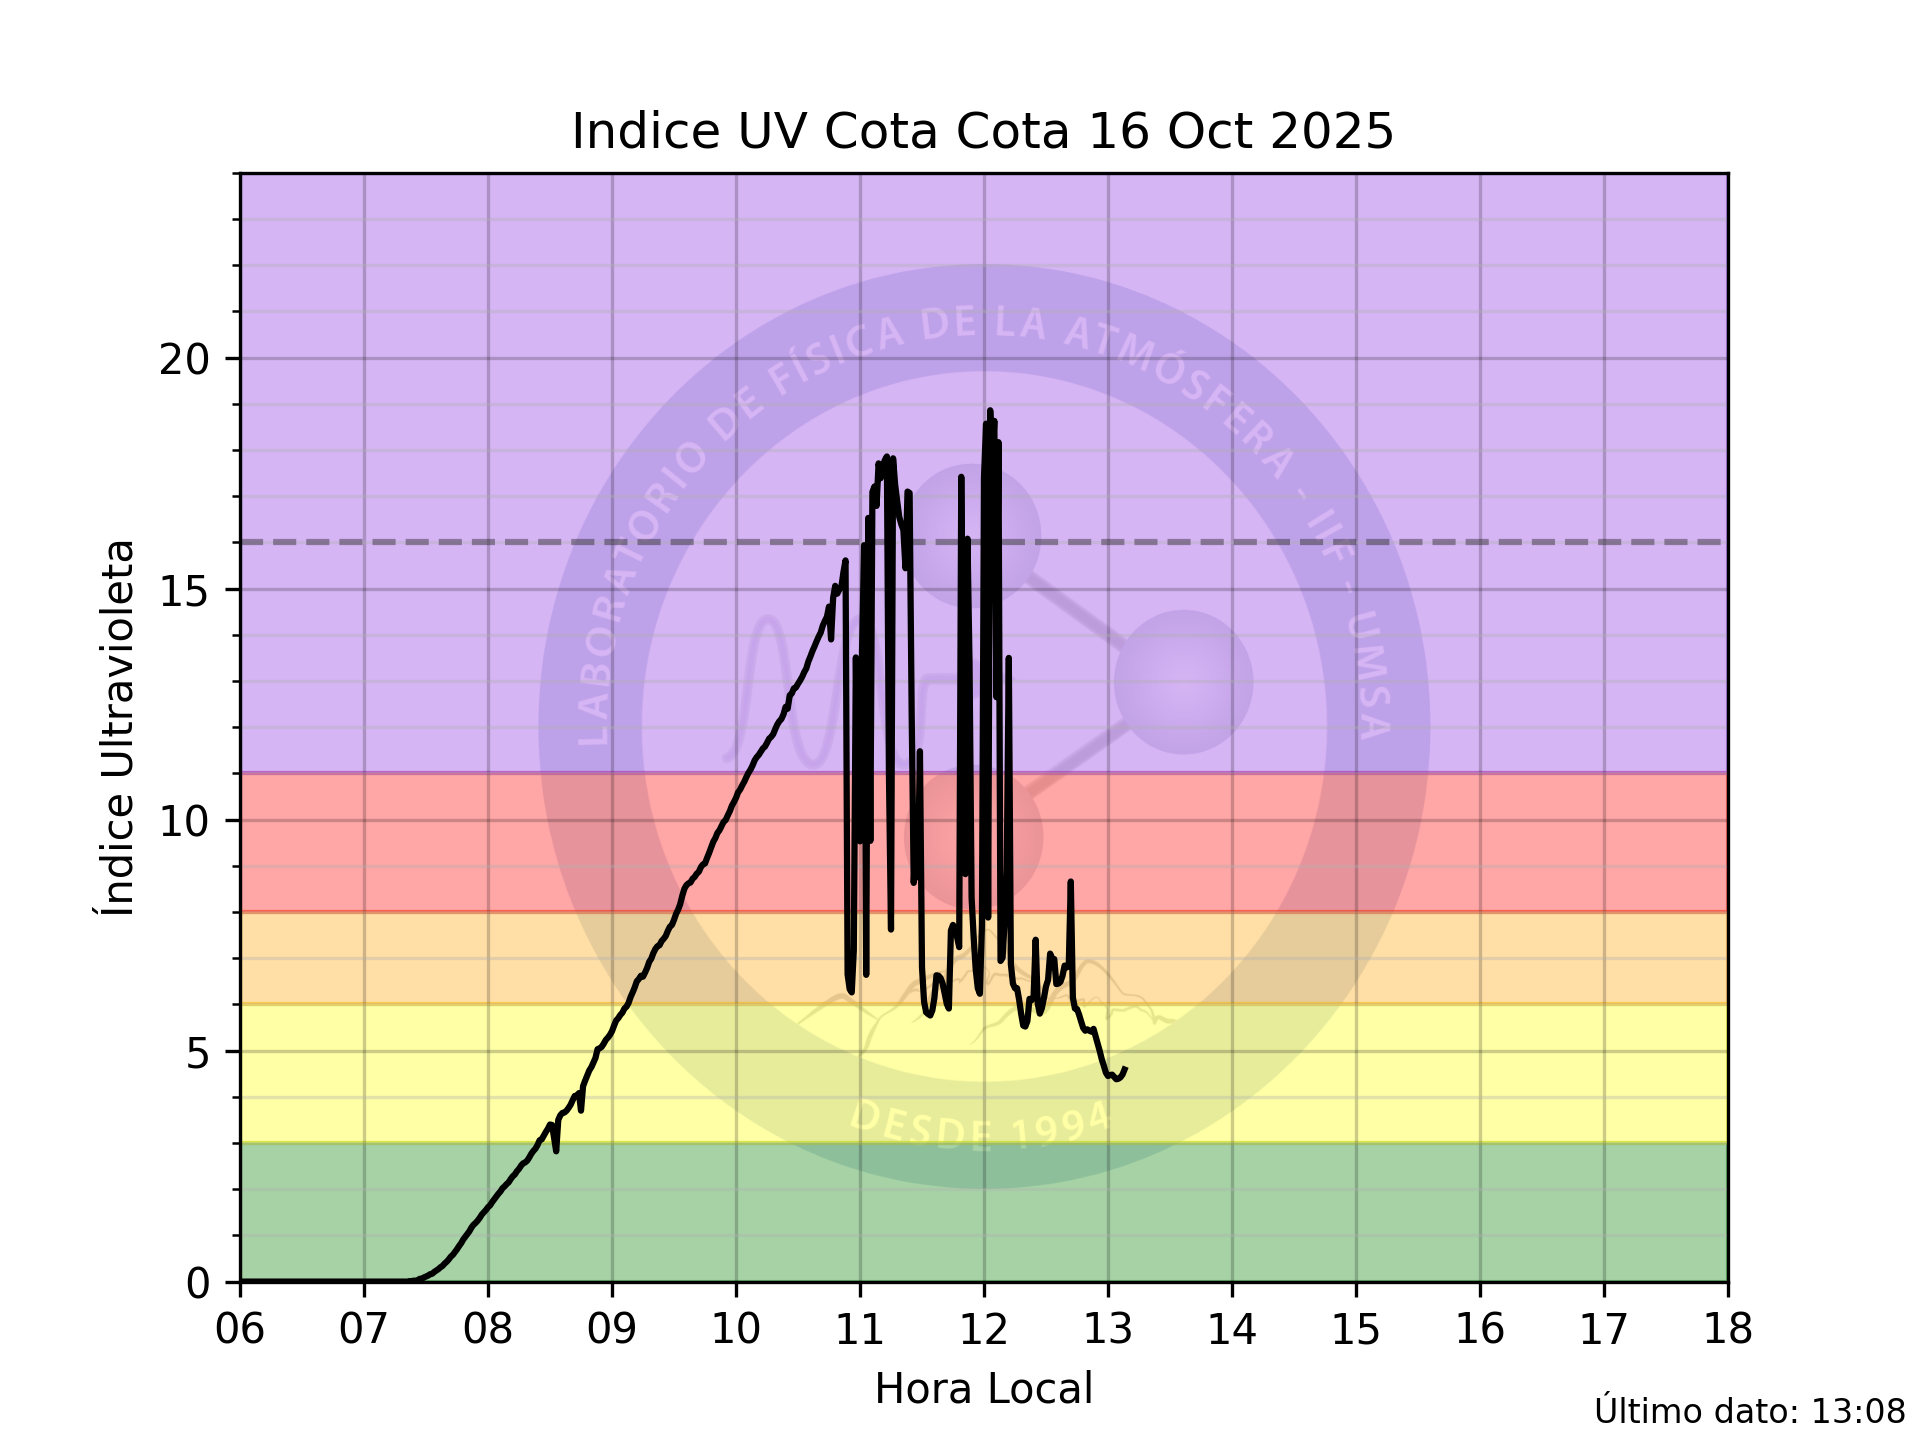 Indice UV Cota Cota 16 Oct 2025
Índice Ultravioleta
20
15
10
5
0
LABORATORIO DE FÍSICA DE LA ATMÓSFERA - IIF - UMSA
DESDE 1994
06 07 08 09 10 11 12 13 14 15 16 17 18
Hora Local
Último dato: 13:08